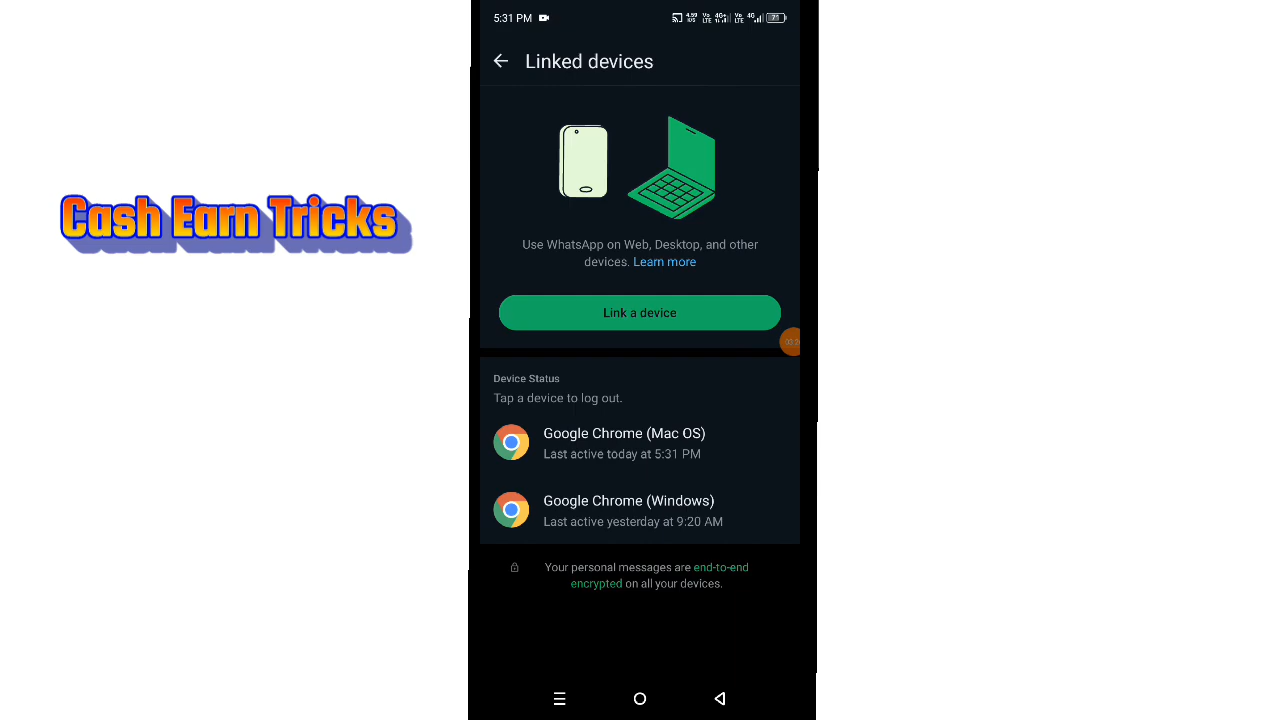 5:31 PM
71
Linked devices
Cash Earn Tricks
Use WhatsApp on Web, Desktop, and other
devices. Learn more
Link a device
Device Status
Tap a device to log out.
Google Chrome (Mac OS)
Last active today at 5:31 PM
Google Chrome (Windows)
Last active yesterday at 9:20 AM
Your personal messages are end-to-end
encrypted on all your devices.